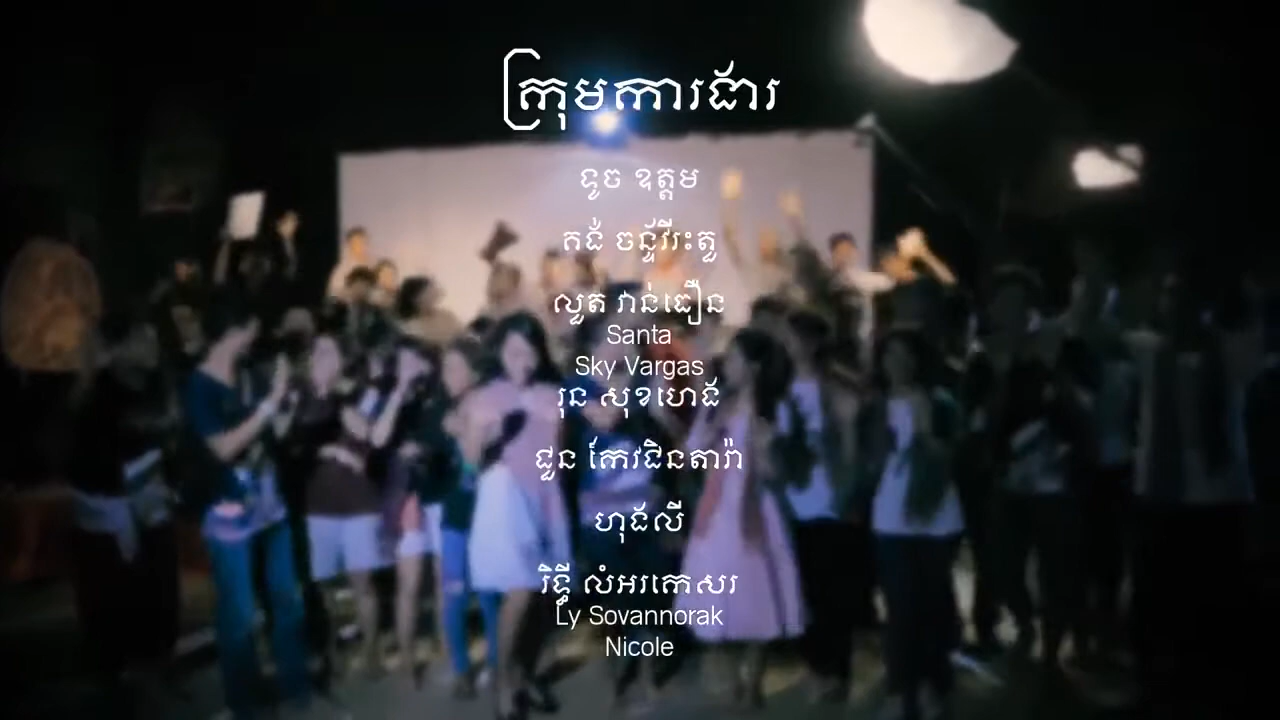 ក្រុមការងារ
ទូច ឧត្តម
គង់ ចន្ទ័វីរះតួ
លួត វាន់ធឿន
Santa
Sky Vargas
រុន សុខហេង
ជួន កែវជិនតារ៉ា
ហុងលី
រិទ្ធី លំអរកេសរ
Ly Sovannorak
Nicole